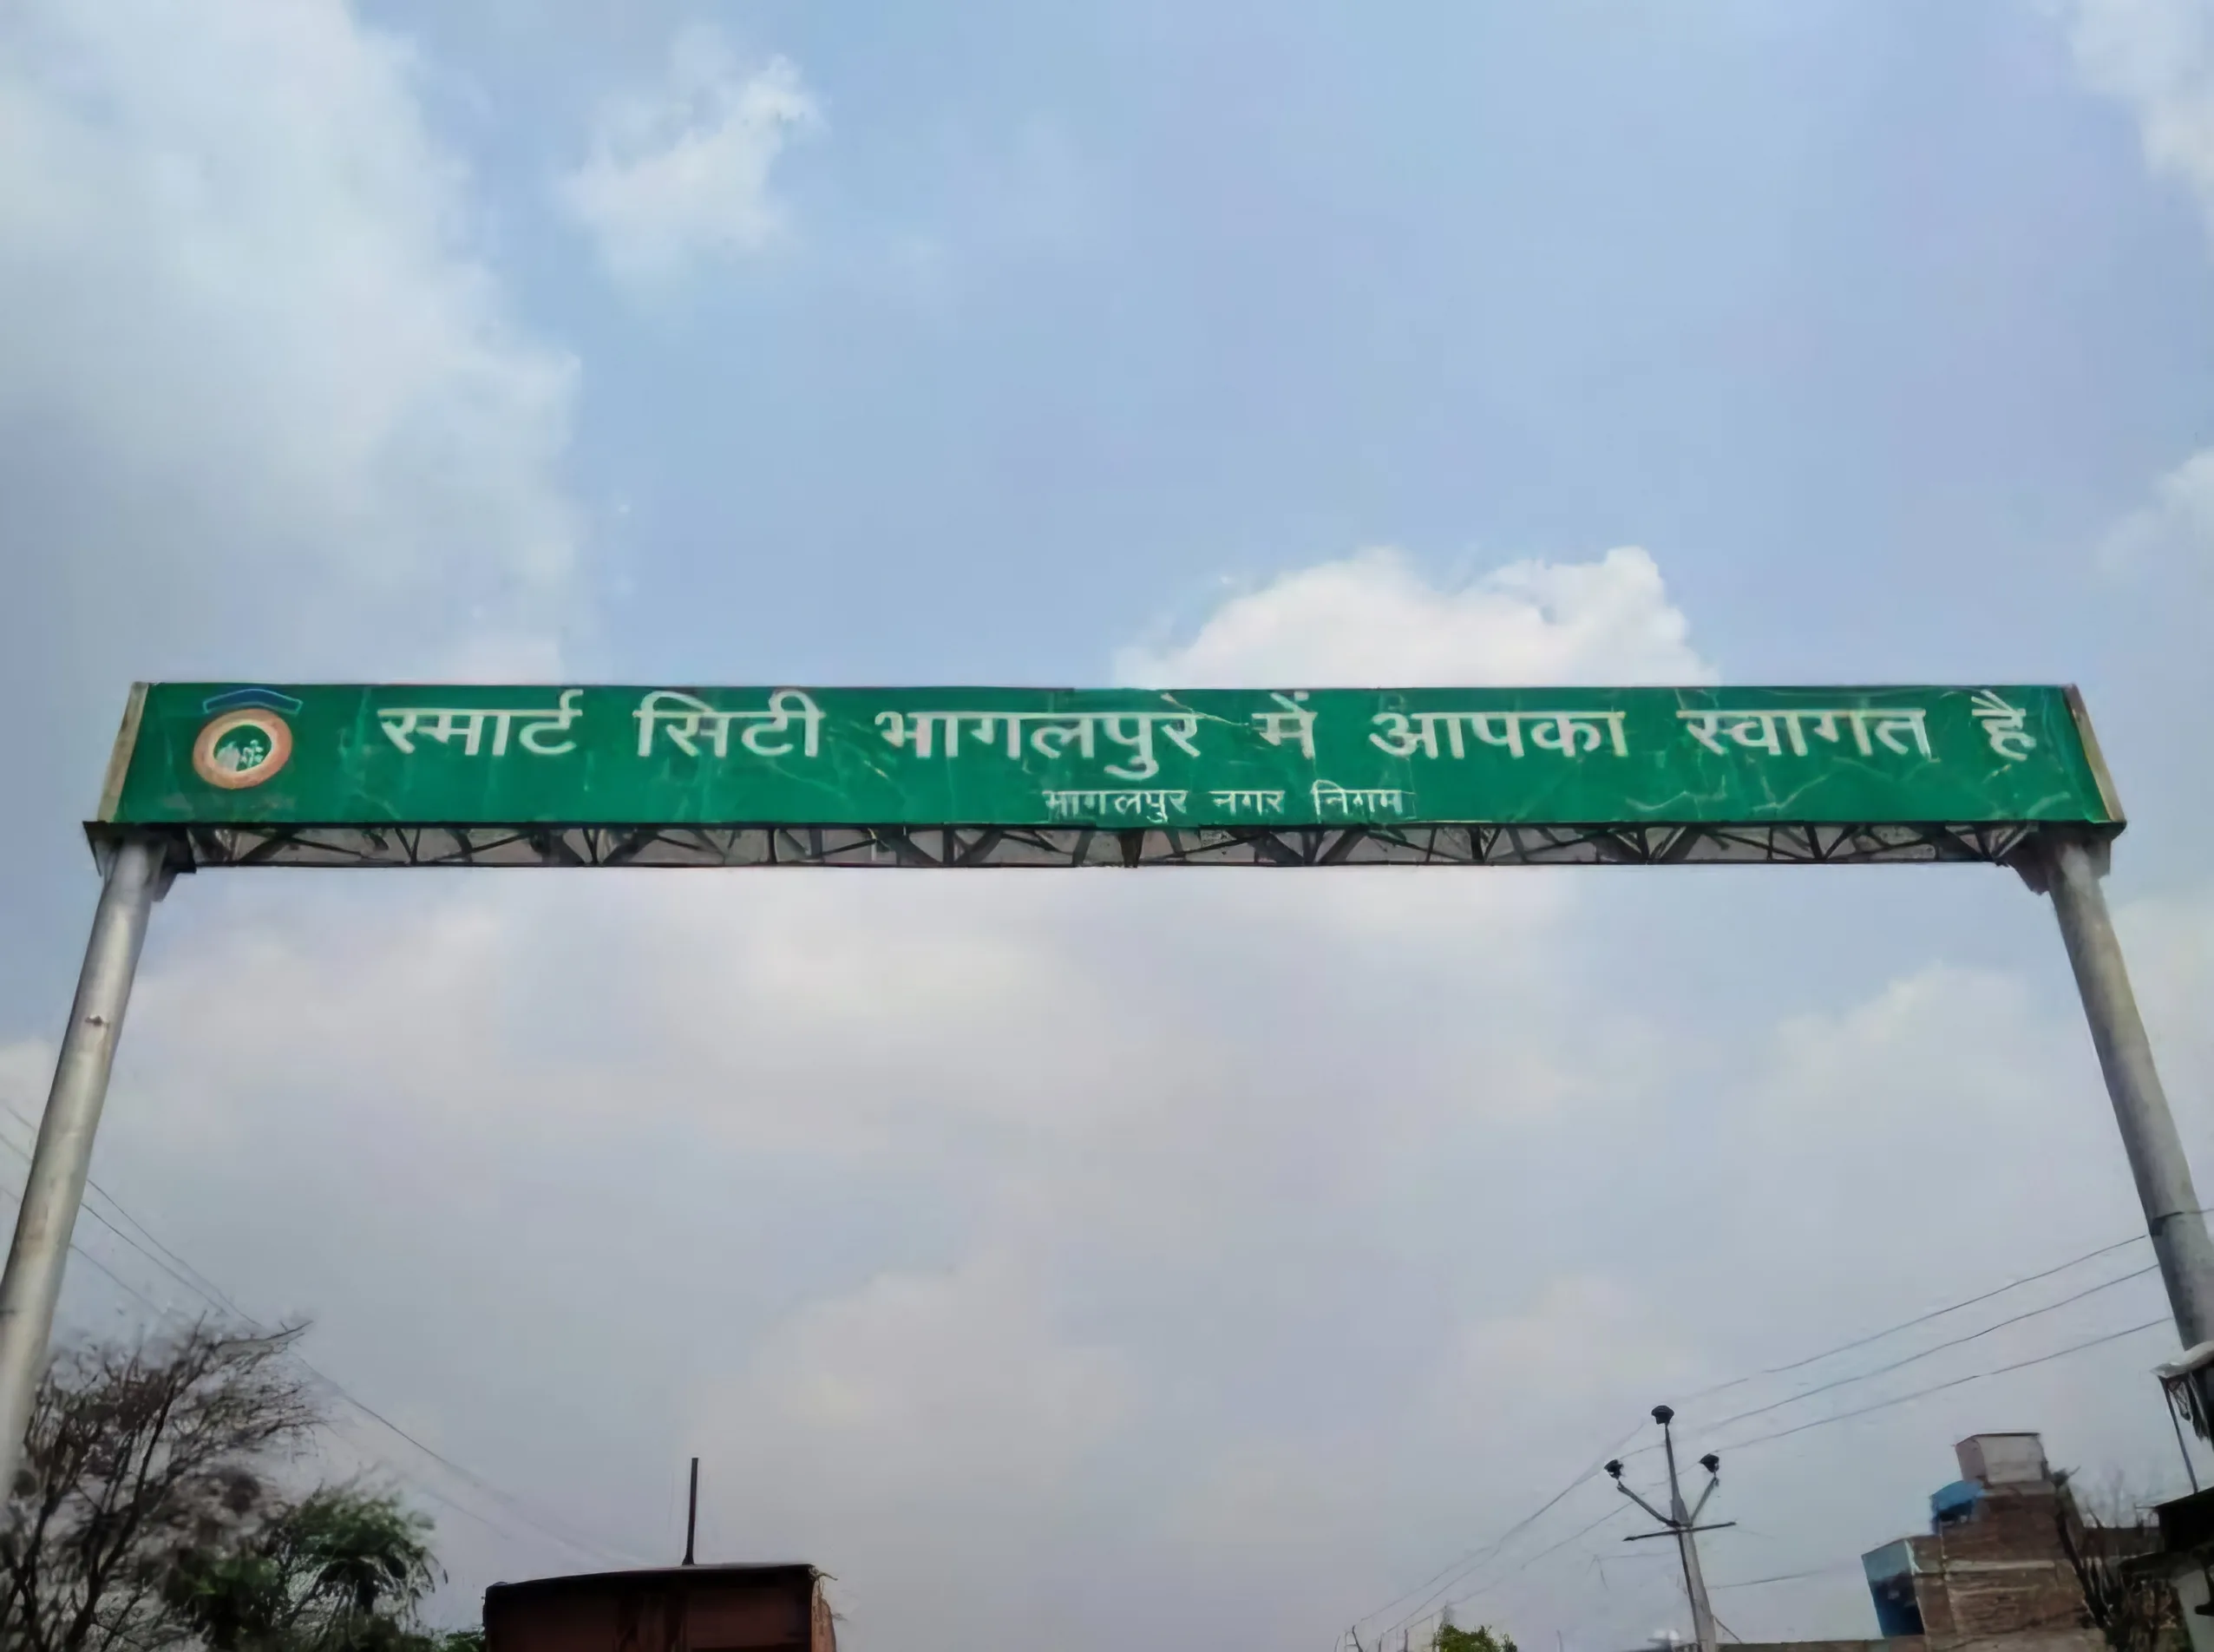 स्मार्ट सिटी भागलपुर में आपका स्वागत है
भागलपुर नगर निगम